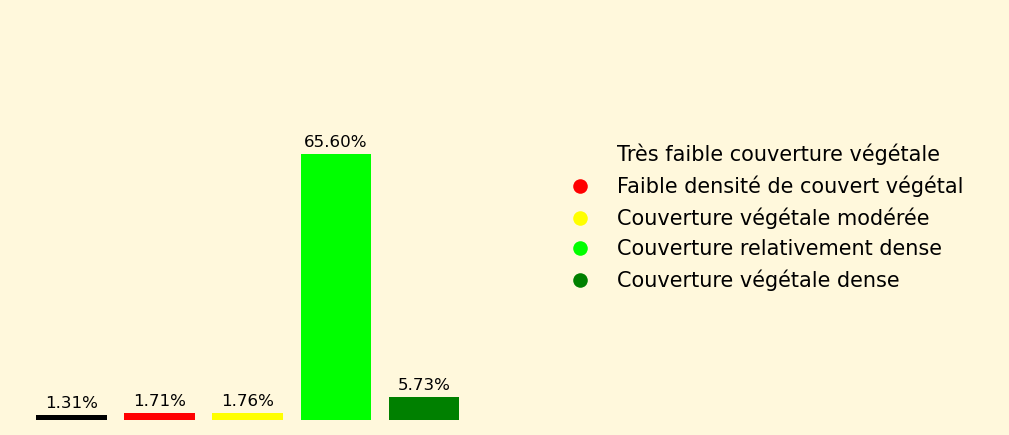 65.60%
5.73%
1.31%
1.71%
1.76%
Très faible couverture végétale
Faible densité de couvert végétal
Couverture végétale modérée
Couverture relativement dense
Couverture végétale dense